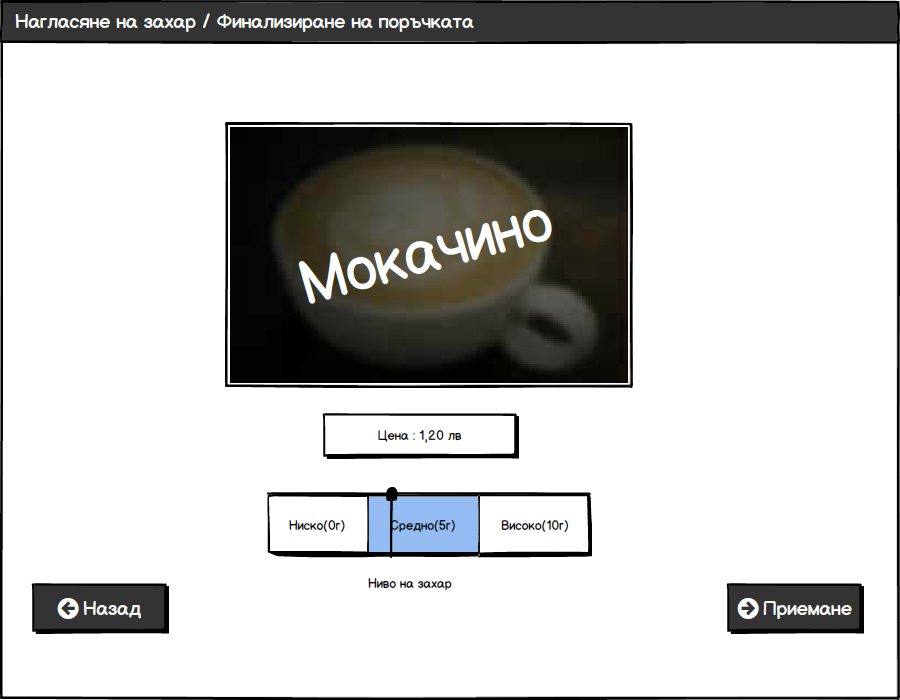 Нагласяне на захар / Финализиране на поръчката
Мокачино
Цена : 1,20 лв
Ниско(0г) Средно(5г) Високо(10г)
Ниво на захар
Назад Приемане